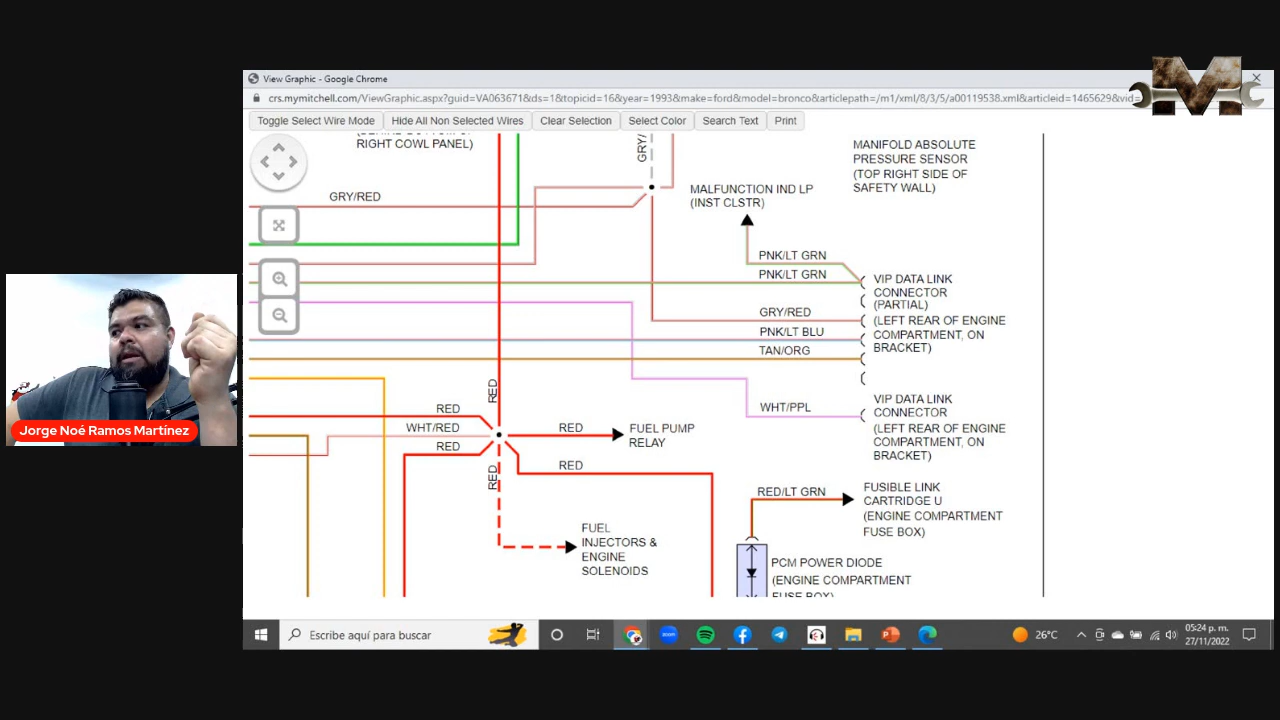 View Graphic - Google Chrome
crs.mymitchell.com/ViewGraphic.aspx?guid=VA063671&ds=1&topicid=16&year=1993&make=ford&model=bronco&articlepath=/m1/xml/8/3/5/a00119538.xml&articleid=1465629&vid=
Toggle Select Wire Mode
Hide All Non Selected Wires
Clear Selection
Select Color
Search Text
Print
RIGHT COWL PANEL)
GRY/
MANIFOLD ABSOLUTE
PRESSURE SENSOR
(TOP RIGHT SIDE OF
SAFETY WALL)
GRY/RED
MALFUNCTION IND LP
(INST CLSTR)
PNK/LT GRN
PNK/LT GRN
VIP DATA LINK
CONNECTOR
(PARTIAL)
(LEFT REAR OF ENGINE
COMPARTMENT, ON
BRACKET)
GRY/RED
PNK/LT BLU
TAN/ORG
WHT/PPL
VIP DATA LINK
CONNECTOR
(LEFT REAR OF ENGINE
COMPARTMENT, ON
BRACKET)
RED
RED
WHT/RED
RED
RED
FUEL PUMP
RELAY
RED
RED
FUEL
INJECTORS &
ENGINE
SOLENOIDS
RED/LT GRN
FUSIBLE LINK
CARTRIDGE U
(ENGINE COMPARTMENT
FUSE BOX)
PCM POWER DIODE
(ENGINE COMPARTMENT
FUSE BOX)
Jorge Noé Ramos Martínez
M
Escribe aquí para buscar
zoom
26°C
05:24 p. m.
27/11/2022